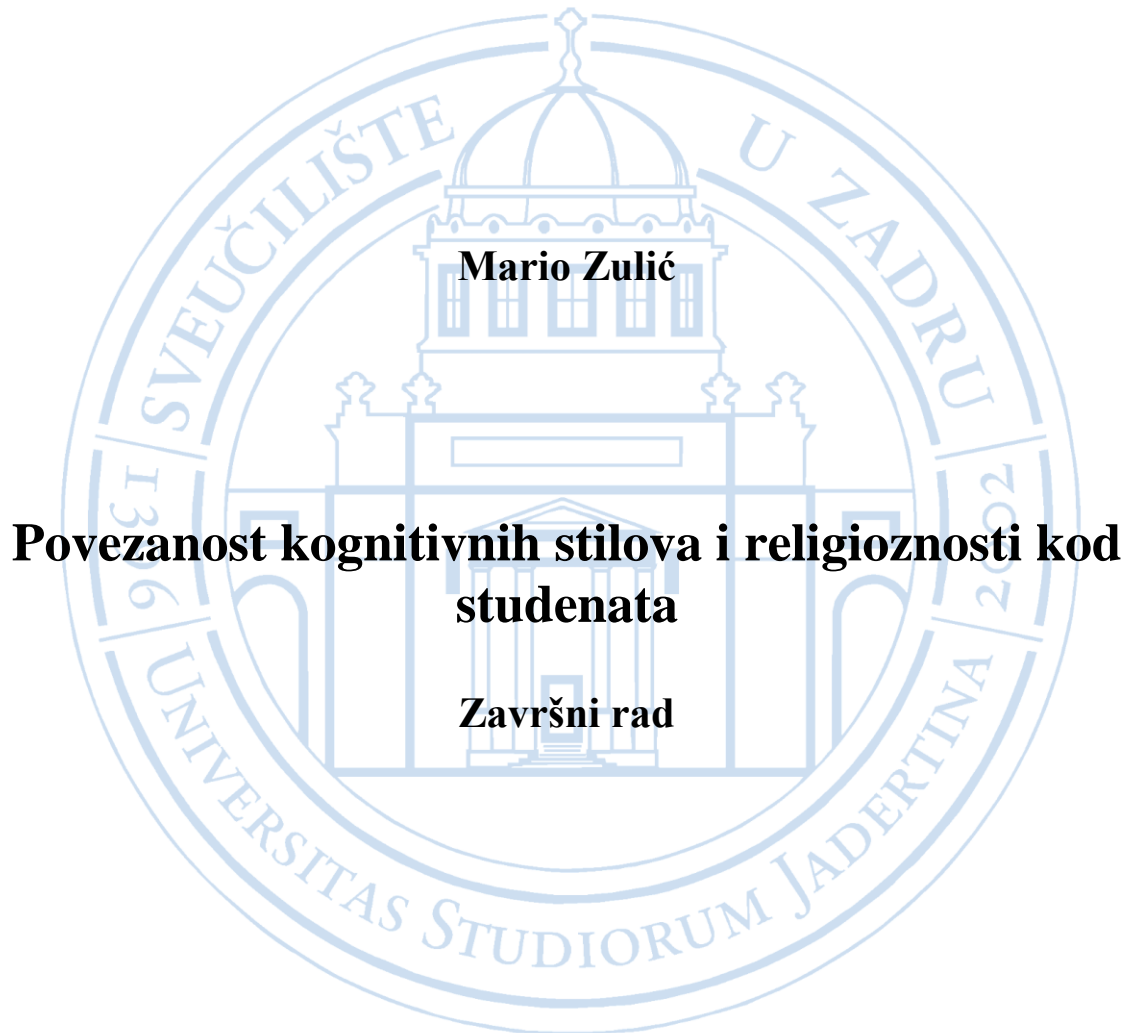 SVEUČILIŠTE U ZADRU
Mario Zulić
1396
2002
Povezanost kognitivnih stilova i religioznosti kod
studenata
Završni rad
UNIVERSITAS STUDIORUM JADERTINA